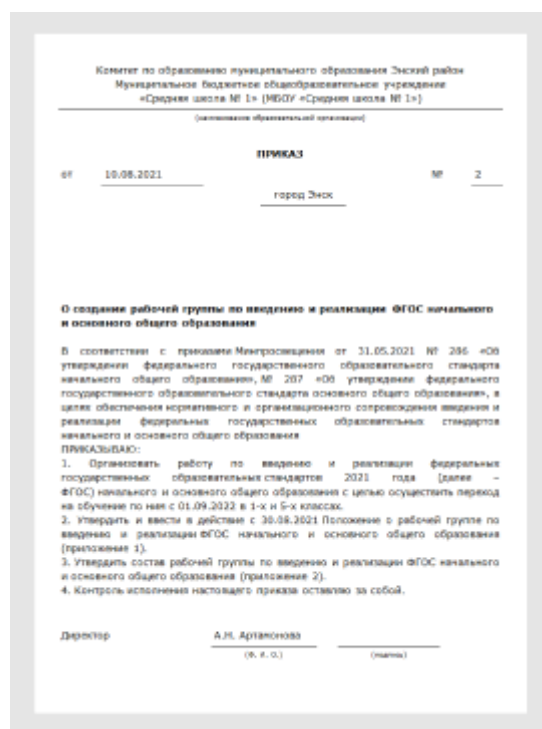 Комитет по образованию муниципального образования Энский район
Муниципальное бюджетное общеобразовательное учреждение
«Средняя школа № 1» (МБОУ «Средняя школа № 1»)
(наименование образовательной организации)
ПРИКАЗ
от 10.08.2021 № 2
город Энск
О создании рабочей группы по введению и реализации ФГОС начального
и основного общего образования
В соответствии с приказами Минпросвещения от 31.05.2021 № 286 «Об
утверждении федерального государственного образовательного стандарта
начального общего образования», № 287 «Об утверждении федерального
государственного образовательного стандарта основного общего образования», в
целях обеспечения нормативного и организационного сопровождения введения и
реализации федеральных государственных образовательных стандартов
начального и основного общего образования
ПРИКАЗЫВАЮ:
1. Организовать работу по введению и реализации федеральных
государственных образовательных стандартов 2021 года (далее –
ФГОС) начального и основного общего образования с целью осуществить переход
на обучение по ним с 01.09.2022 в 1-х и 5-х классах.
2. Утвердить и ввести в действие с 30.08.2021 Положение о рабочей группе по
введению и реализации ФГОС начального и основного общего образования
(приложение 1).
3. Утвердить состав рабочей группы по введению и реализации ФГОС начального
и основного общего образования (приложение 2).
4. Контроль исполнения настоящего приказа оставляю за собой.
Директор А.Н. Артамонова
(Ф. И. О.) (подпись)